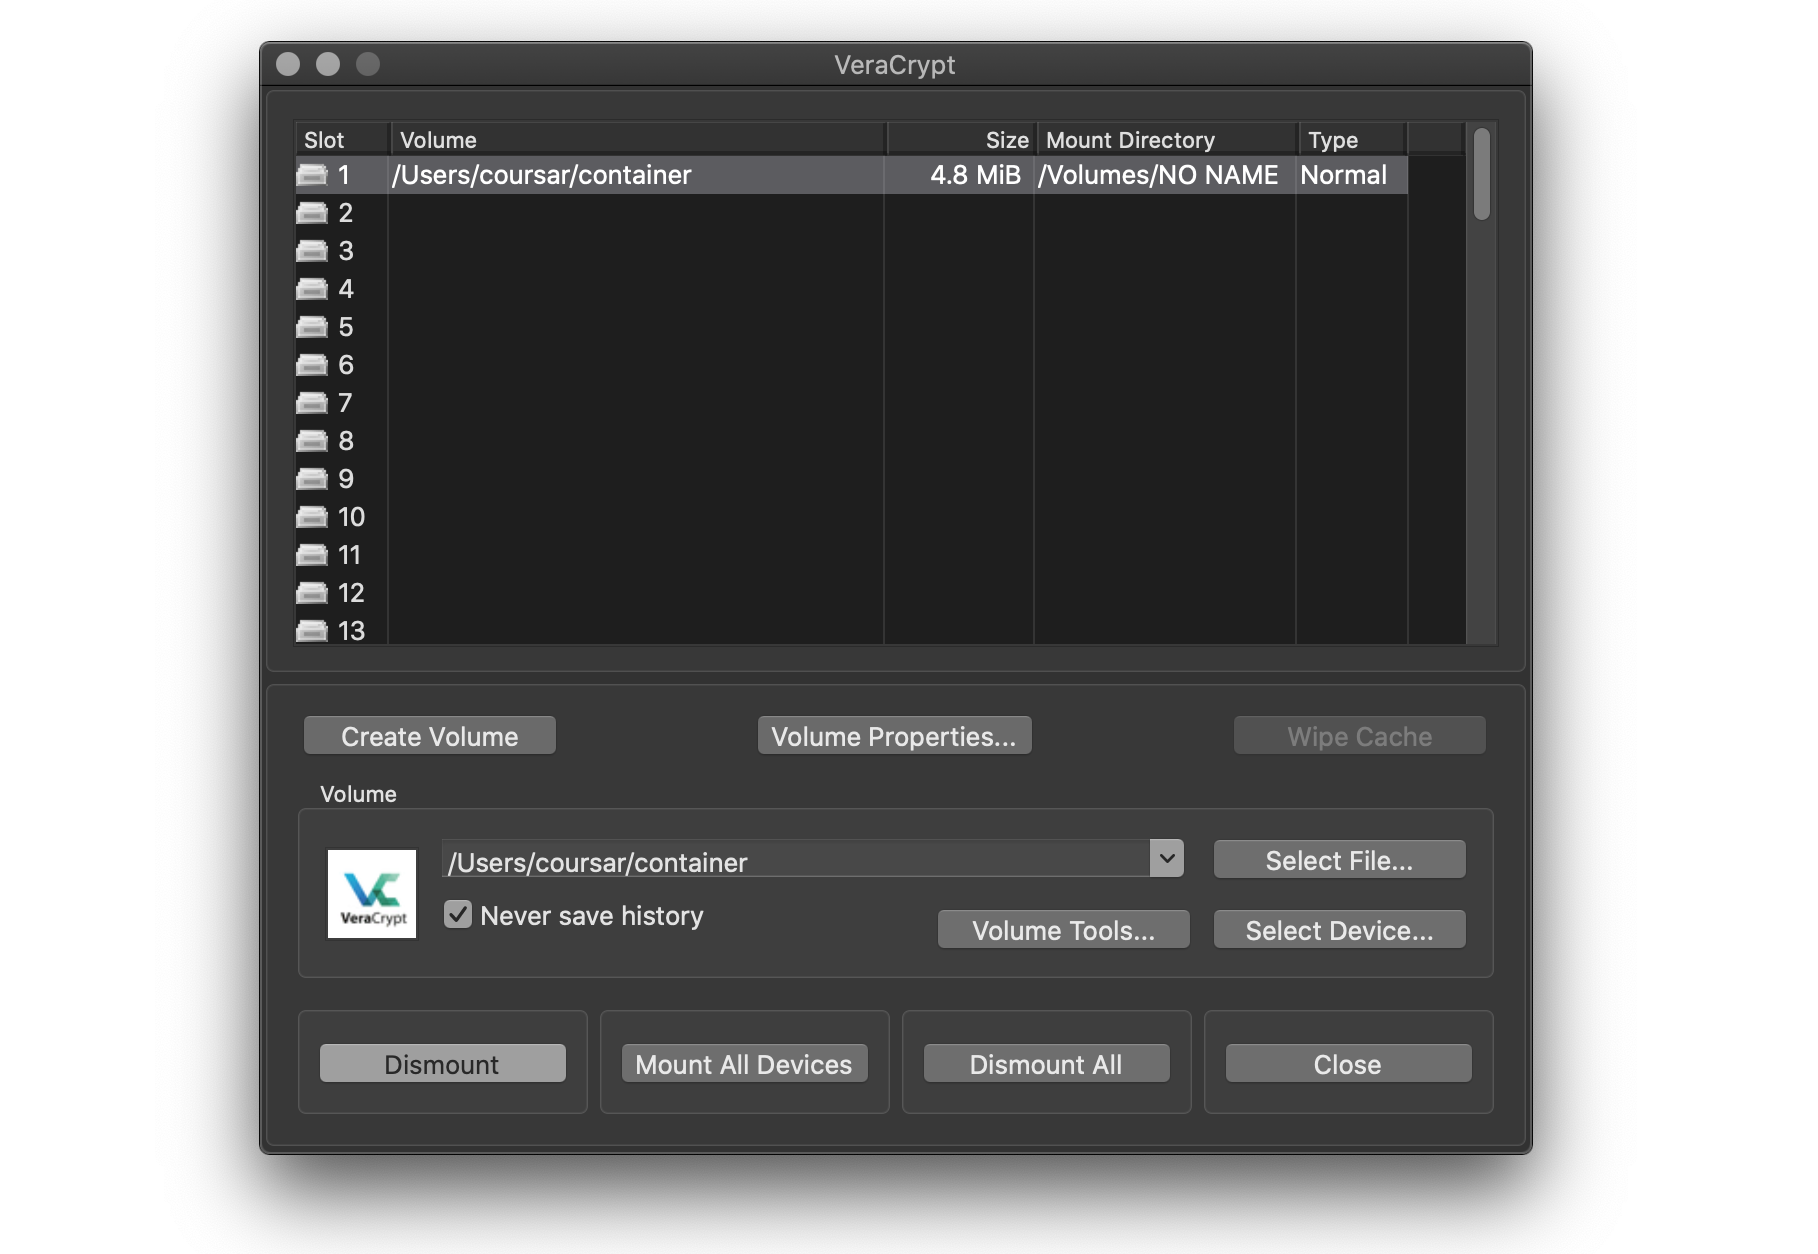 VeraCrypt
Slot Volume Size Mount Directory Type
1 /Users/coursar/container 4.8 MiB /Volumes/NO NAME Normal
2
3
4
5
6
7
8
9
10
11
12
13
Create Volume Volume Properties... Wipe Cache
Volume
/Users/coursar/container Select File...
VeraCrypt
Never save history
Volume Tools... Select Device...
Dismount Mount All Devices Dismount All Close